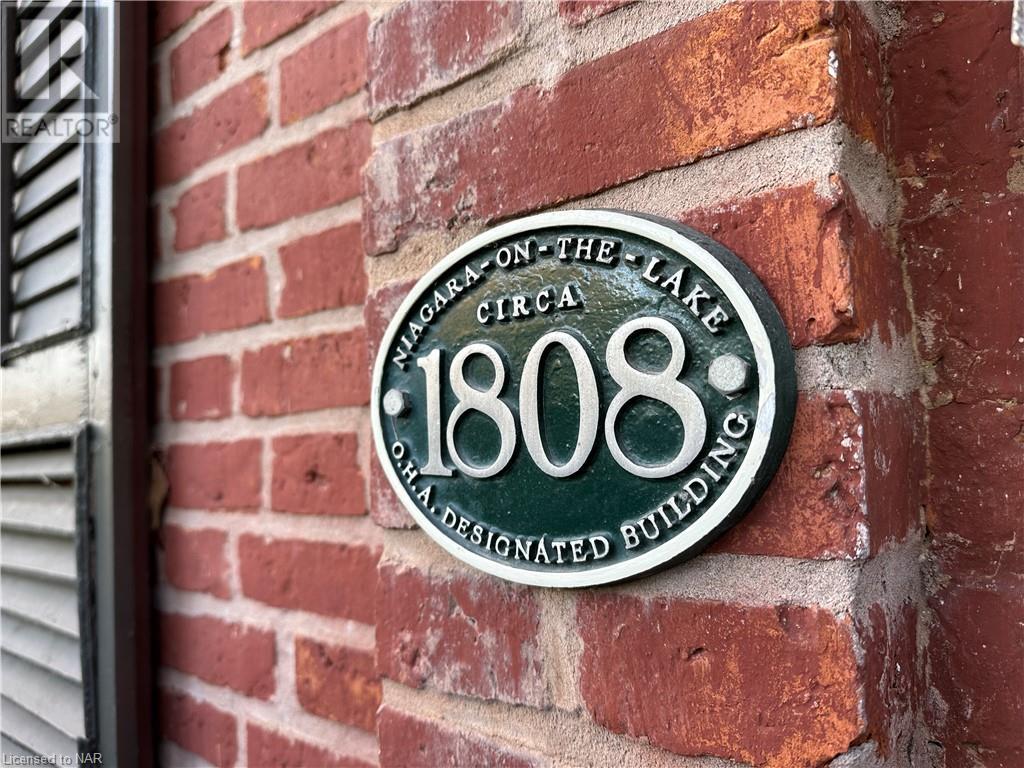 REALTOR®
NIAGARA-ON-THE-LAKE
CIRCA
1808
O.H.A. DESIGNATED BUILDING
Licensed to NAR